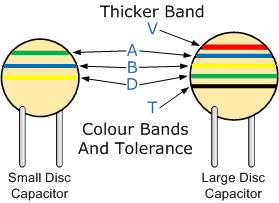 Thicker Band
V
A
B
D
T
Colour Bands
And Tolerance
Small Disc
Capacitor
Large Disc
Capacitor